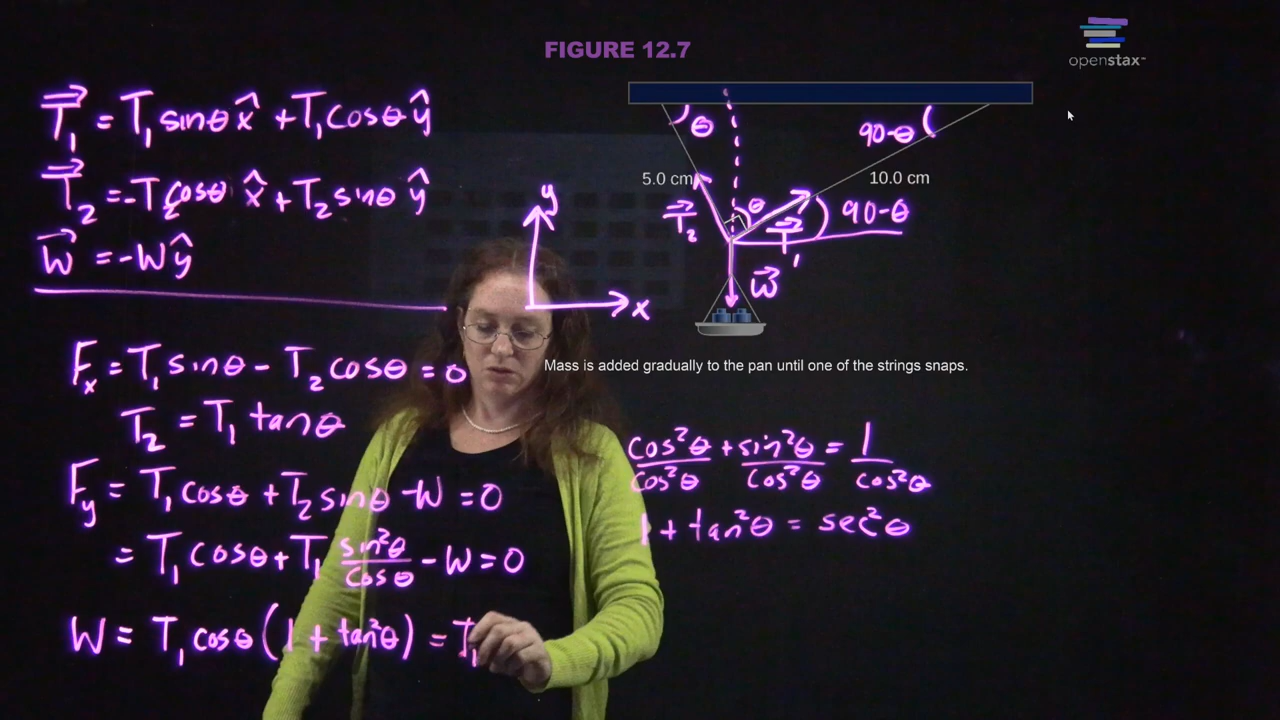 FIGURE 12.7
openstax™
T⃗₁ = T₁ sinθ x̂ + T₁ cosθ ŷ
T⃗₂ = -T₂ cosθ x̂ + T₂ sinθ ŷ
W⃗ = -W ŷ
y
x
θ
90-θ
5.0 cm
10.0 cm
T⃗₂
θ
T⃗₁
90-θ
W⃗
Mass is added gradually to the pan until one of the strings snaps.
Fₓ = T₁ sinθ - T₂ cosθ = 0
T₂ = T₁ tanθ
F_y = T₁ cosθ + T₂ sinθ - W = 0
= T₁ cosθ + T₁ sin²θ/cosθ - W = 0
W = T₁ cosθ (1 + tan²θ) = T₁
cos²θ/cos²θ + sin²θ/cos²θ = 1/cos²θ
1 + tan²θ = sec²θ